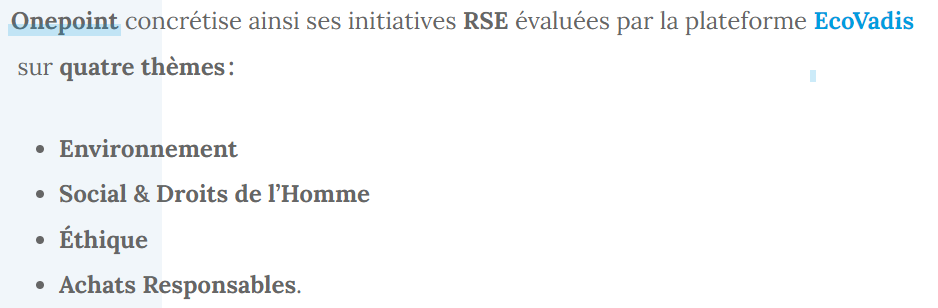 Onepoint concrétise ainsi ses initiatives RSE évaluées par la plateforme EcoVadis
sur quatre thèmes :
• Environnement
• Social & Droits de l’Homme
• Éthique
• Achats Responsables.